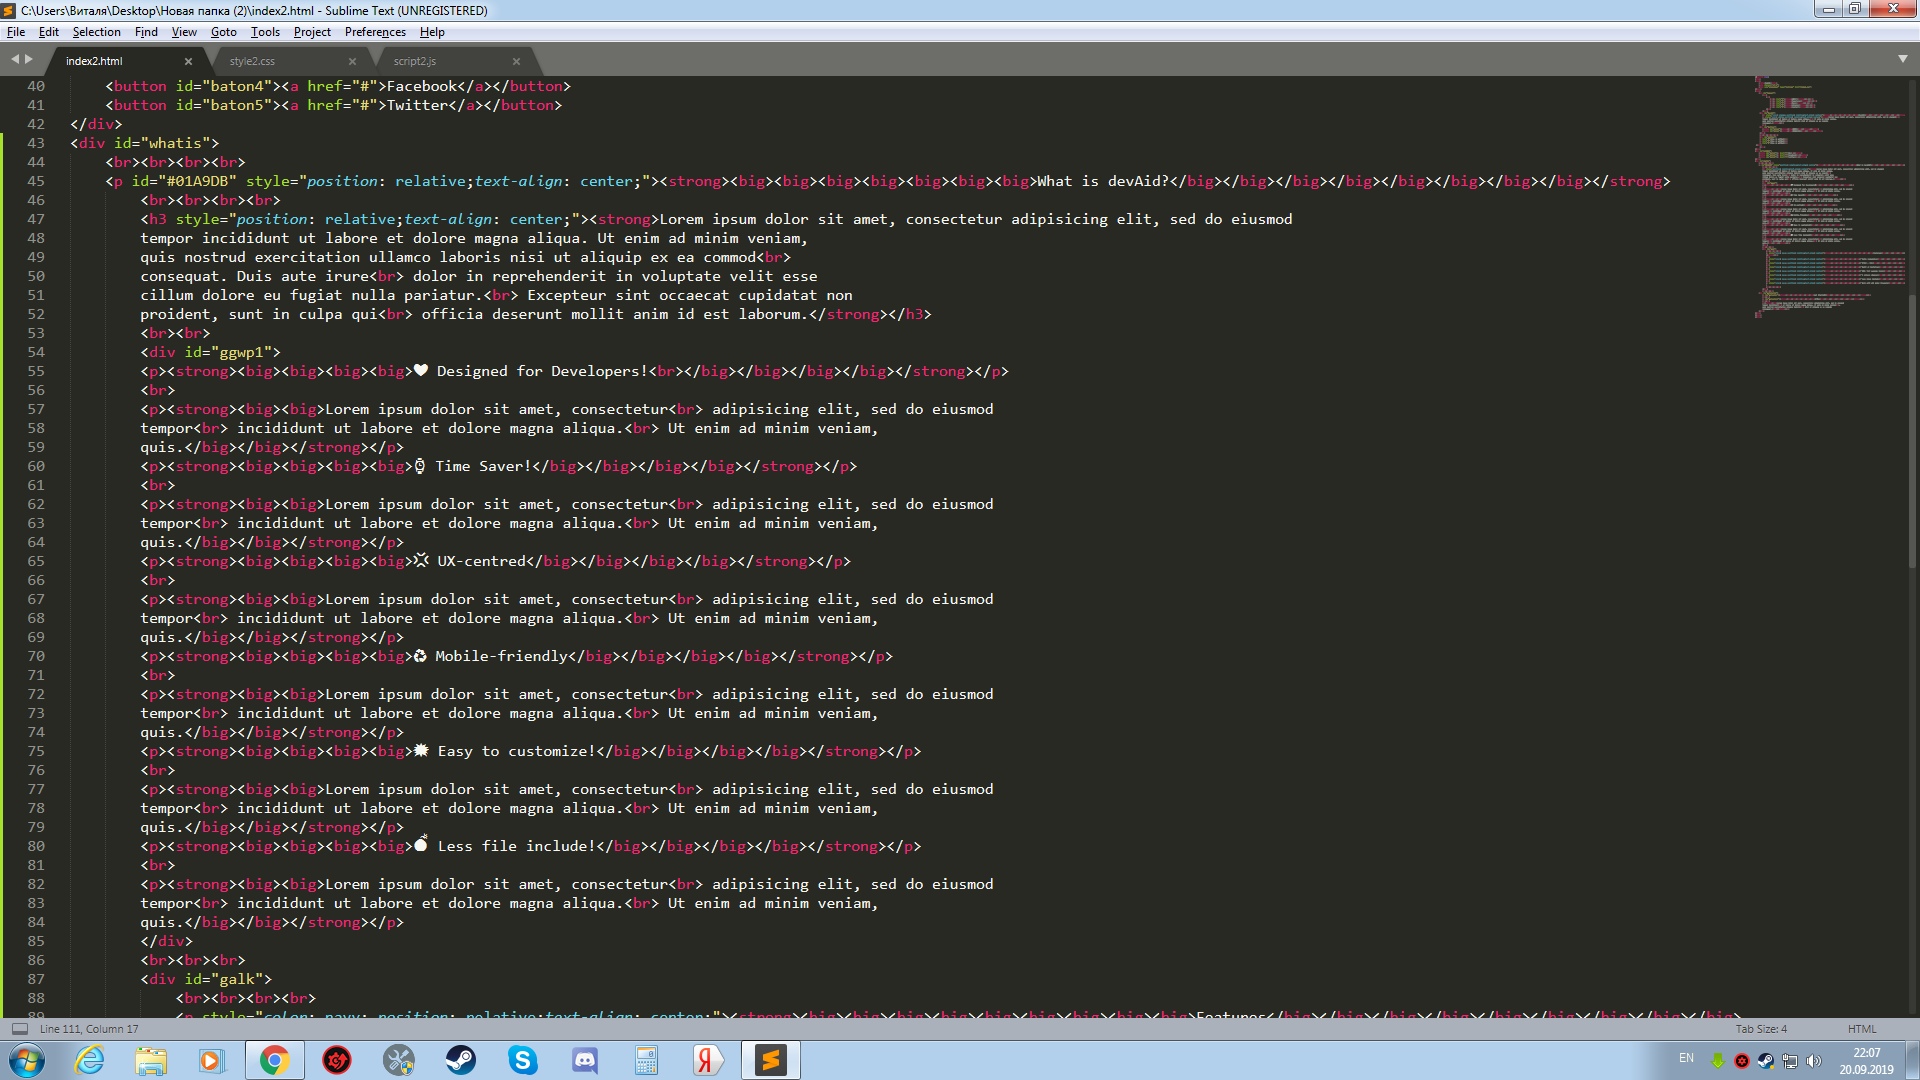 C:\Users\Виталя\Desktop\Новая папка (2)\index2.html - Sublime Text (UNREGISTERED)
File Edit Selection Find View Goto Tools Project Preferences Help
index2.html × style2.css × script2.js ×
40 <button id="baton4"><a href="#">Facebook</a></button>
41 <button id="baton5"><a href="#">Twitter</a></button>
42 </div>
43 <div id="whatis">
44 <br><br><br><br>
45 <p id="#01A9DB" style="position: relative;text-align: center;"><strong><big><big><big><big><big><big><big>What is devAid?</big></big></big></big></big></big></big></big></strong>
46 <br><br><br><br>
47 <h3 style="position: relative;text-align: center;"><strong>Lorem ipsum dolor sit amet, consectetur adipisicing elit, sed do eiusmod
48 tempor incididunt ut labore et dolore magna aliqua. Ut enim ad minim veniam,
49 quis nostrud exercitation ullamco laboris nisi ut aliquip ex ea commod<br>
50 consequat. Duis aute irure<br> dolor in reprehenderit in voluptate velit esse
51 cillum dolore eu fugiat nulla pariatur.<br> Excepteur sint occaecat cupidatat non
52 proident, sunt in culpa qui<br> officia deserunt mollit anim id est laborum.</strong></h3>
53 <br><br>
54 <div id="ggwp1">
55 <p><strong><big><big><big><big>♥ Designed for Developers!<br></big></big></big></big></strong></p>
56 <br>
57 <p><strong><big><big>Lorem ipsum dolor sit amet, consectetur<br> adipisicing elit, sed do eiusmod
58 tempor<br> incididunt ut labore et dolore magna aliqua.<br> Ut enim ad minim veniam,
59 quis.</big></big></strong></p>
60 <p><strong><big><big><big><big>⌚ Time Saver!</big></big></big></big></strong></p>
61 <br>
62 <p><strong><big><big>Lorem ipsum dolor sit amet, consectetur<br> adipisicing elit, sed do eiusmod
63 tempor<br> incididunt ut labore et dolore magna aliqua.<br> Ut enim ad minim veniam,
64 quis.</big></big></strong></p>
65 <p><strong><big><big><big><big>💢 UX-centred</big></big></big></big></strong></p>
66 <br>
67 <p><strong><big><big>Lorem ipsum dolor sit amet, consectetur<br> adipisicing elit, sed do eiusmod
68 tempor<br> incididunt ut labore et dolore magna aliqua.<br> Ut enim ad minim veniam,
69 quis.</big></big></strong></p>
70 <p><strong><big><big><big><big>♻ Mobile-friendly</big></big></big></big></strong></p>
71 <br>
72 <p><strong><big><big>Lorem ipsum dolor sit amet, consectetur<br> adipisicing elit, sed do eiusmod
73 tempor<br> incididunt ut labore et dolore magna aliqua.<br> Ut enim ad minim veniam,
74 quis.</big></big></strong></p>
75 <p><strong><big><big><big><big>✸ Easy to customize!</big></big></big></big></strong></p>
76 <br>
77 <p><strong><big><big>Lorem ipsum dolor sit amet, consectetur<br> adipisicing elit, sed do eiusmod
78 tempor<br> incididunt ut labore et dolore magna aliqua.<br> Ut enim ad minim veniam,
79 quis.</big></big></strong></p>
80 <p><strong><big><big><big><big>💣 Less file include!</big></big></big></big></strong></p>
81 <br>
82 <p><strong><big><big>Lorem ipsum dolor sit amet, consectetur<br> adipisicing elit, sed do eiusmod
83 tempor<br> incididunt ut labore et dolore magna aliqua.<br> Ut enim ad minim veniam,
84 quis.</big></big></strong></p>
85 </div>
86 <br><br><br>
87 <div id="galk">
88 <br><br><br><br>
Line 111, Column 17 Tab Size: 4 HTML
EN 22:07
20.09.2019